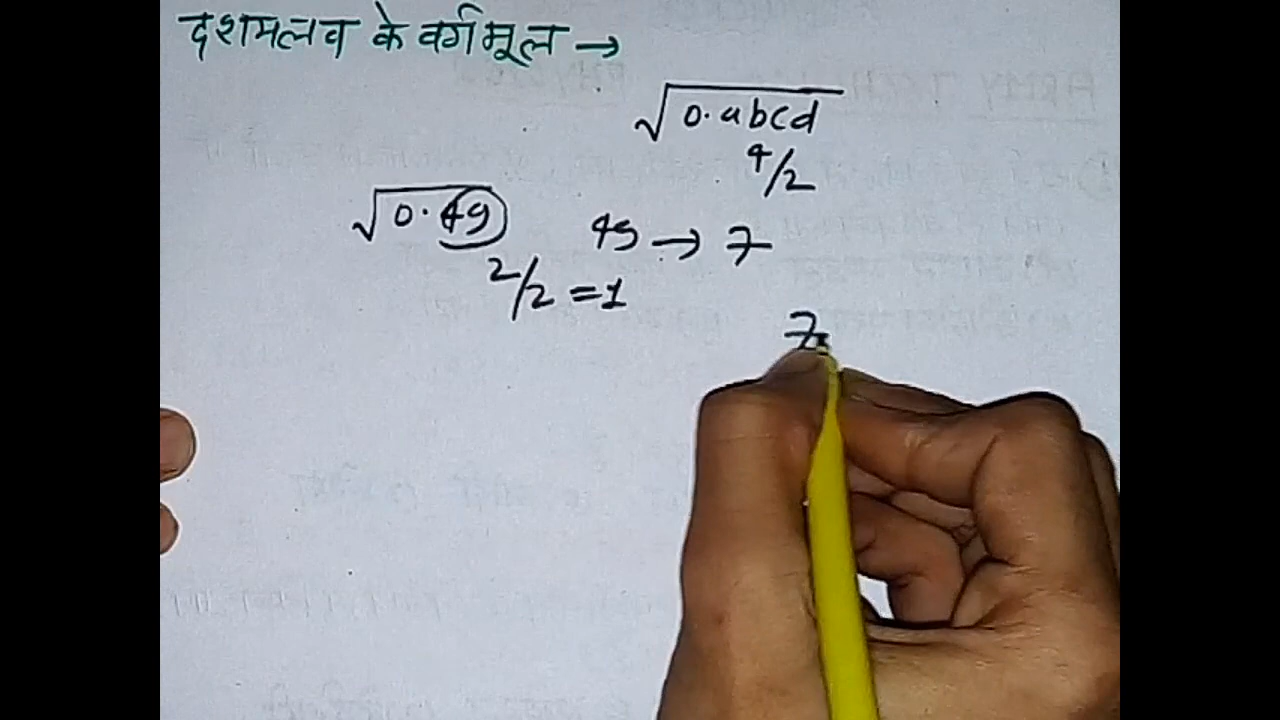 दशमलव के वर्गमूल →
√0.abcd
4/2
√0.49 49 → 7
2/2 = 1
7